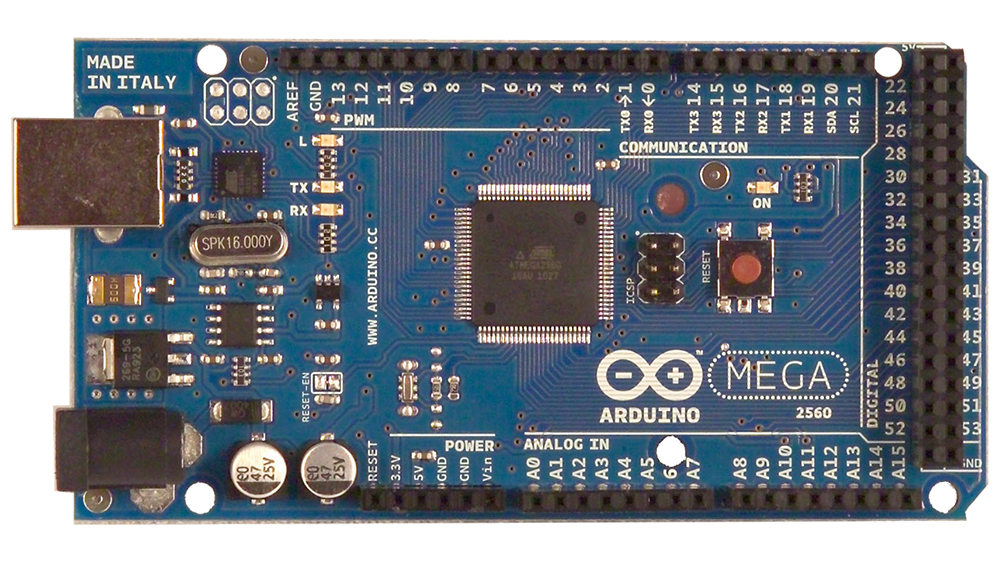 MADE
IN ITALY
AREF
GND
13
12
11
10
9
8
7
6
5
4
3
2
TX0→1
RX0←0
TX3 14
RX3 15
TX2 16
RX2 17
TX1 18
RX1 19
SDA 20
SCL 21
PWM
COMMUNICATION
L
TX
RX
ON
SPK16.000Y
WWW.ARDUINO.CC
ICSP
RESET
RESET-EN
22
24
26
28
30
31
32
33
34
35
36
37
38
39
40
41
42
43
44
45
46
47
48
49
50
51
52
53
GND
DIGITAL
ARDUINO
™
MEGA
2560
47
25V
47
25V
POWER
RESET
3.3V
5V
GND
GND
Vin
ANALOG IN
A0
A1
A2
A3
A4
A5
A7
A8
A9
A10
A11
A12
A13
A14
A15